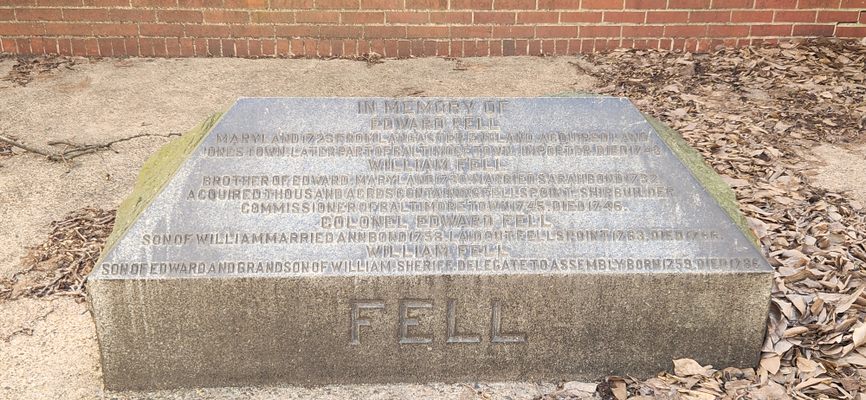 IN MEMORY OF
EDWARD FELL
MARYLAND 1723 FROM LANCASTER ENGLAND. ACQUIRED LAND,
JONES TOWN, LATER PART OF BALTIMORE TOWN. IMPORTER. DIED 1743.
WILLIAM FELL
BROTHER OF EDWARD, MARYLAND 1730. MARRIED SARAH BOND 1732.
ACQUIRED THOUSAND ACRES CONTAINING FELLS POINT. SHIPBUILDER.
COMMISSIONER OF BALTIMORE TOWN 1745. DIED 1746.
COLONEL EDWARD FELL
SON OF WILLIAM MARRIED ANN BOND 1758. LAID OUT FELLS POINT 1763. DIED
WILLIAM FELL
SON OF EDWARD AND GRANDSON OF WILLIAM. SHERIFF. DELEGATE TO ASSEMBLY. BORN 1759. DIED 1786.
FELL